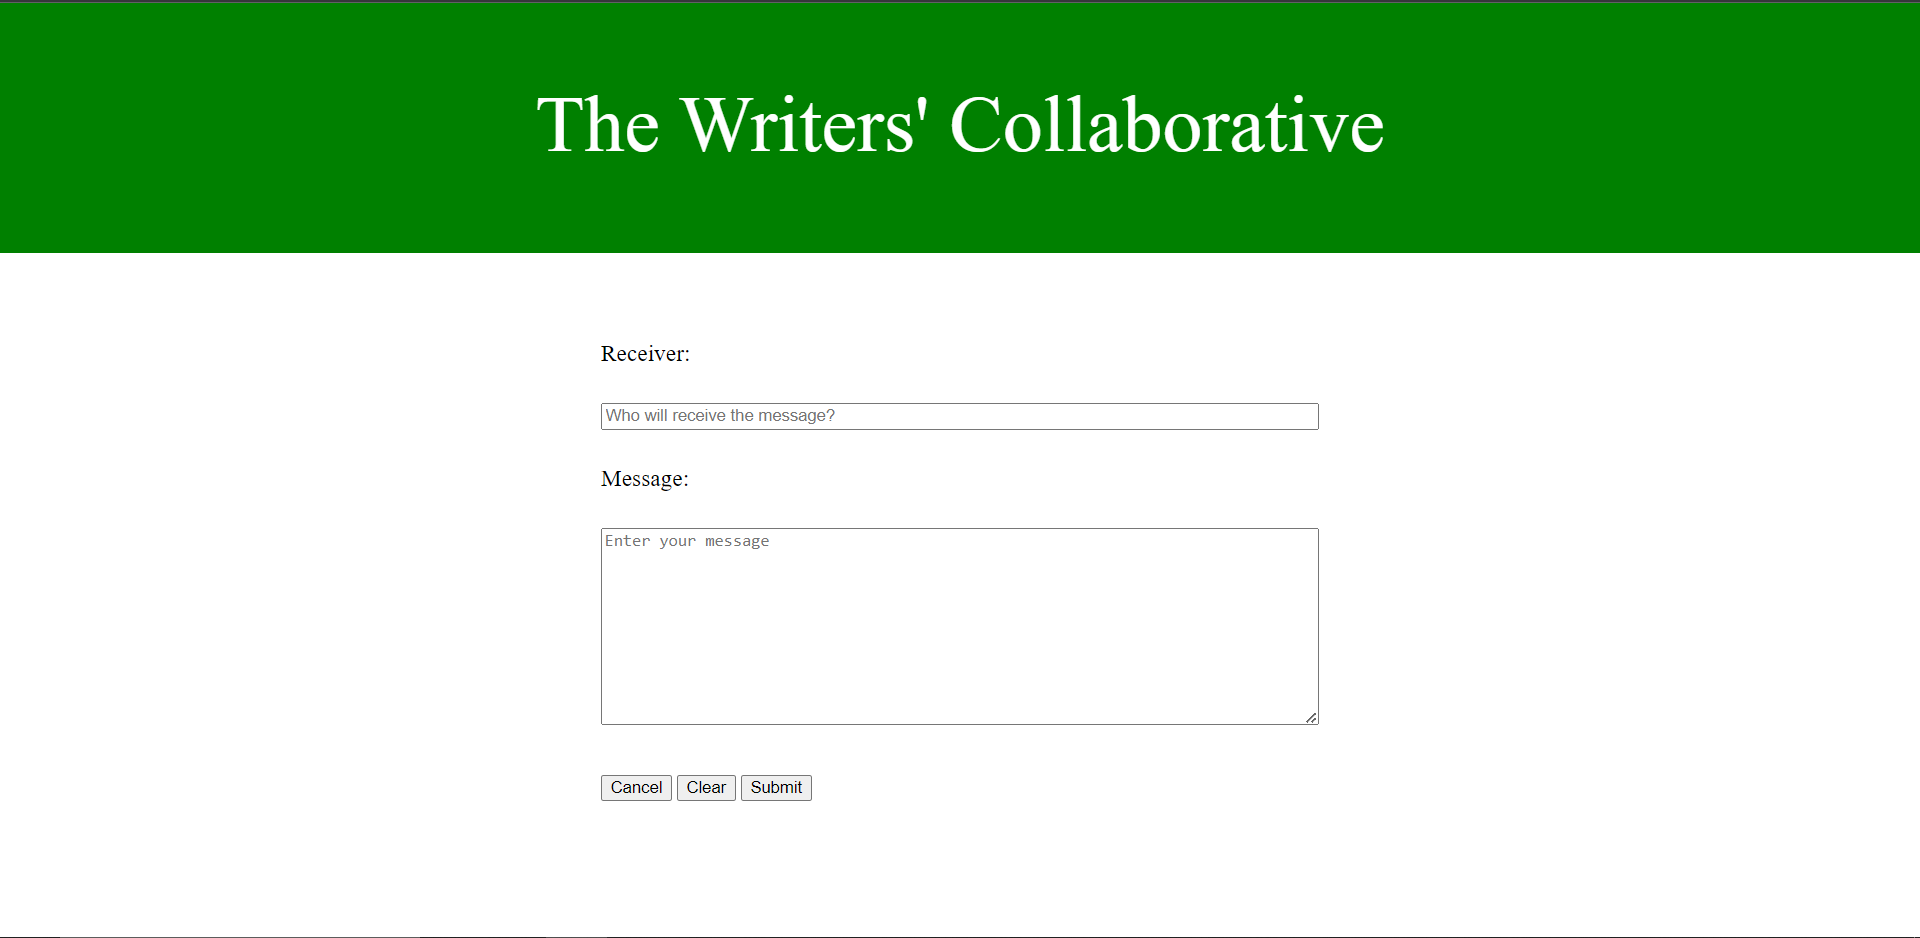 The Writers' Collaborative
Receiver:
Who will receive the message?
Message:
Enter your message
Cancel Clear Submit